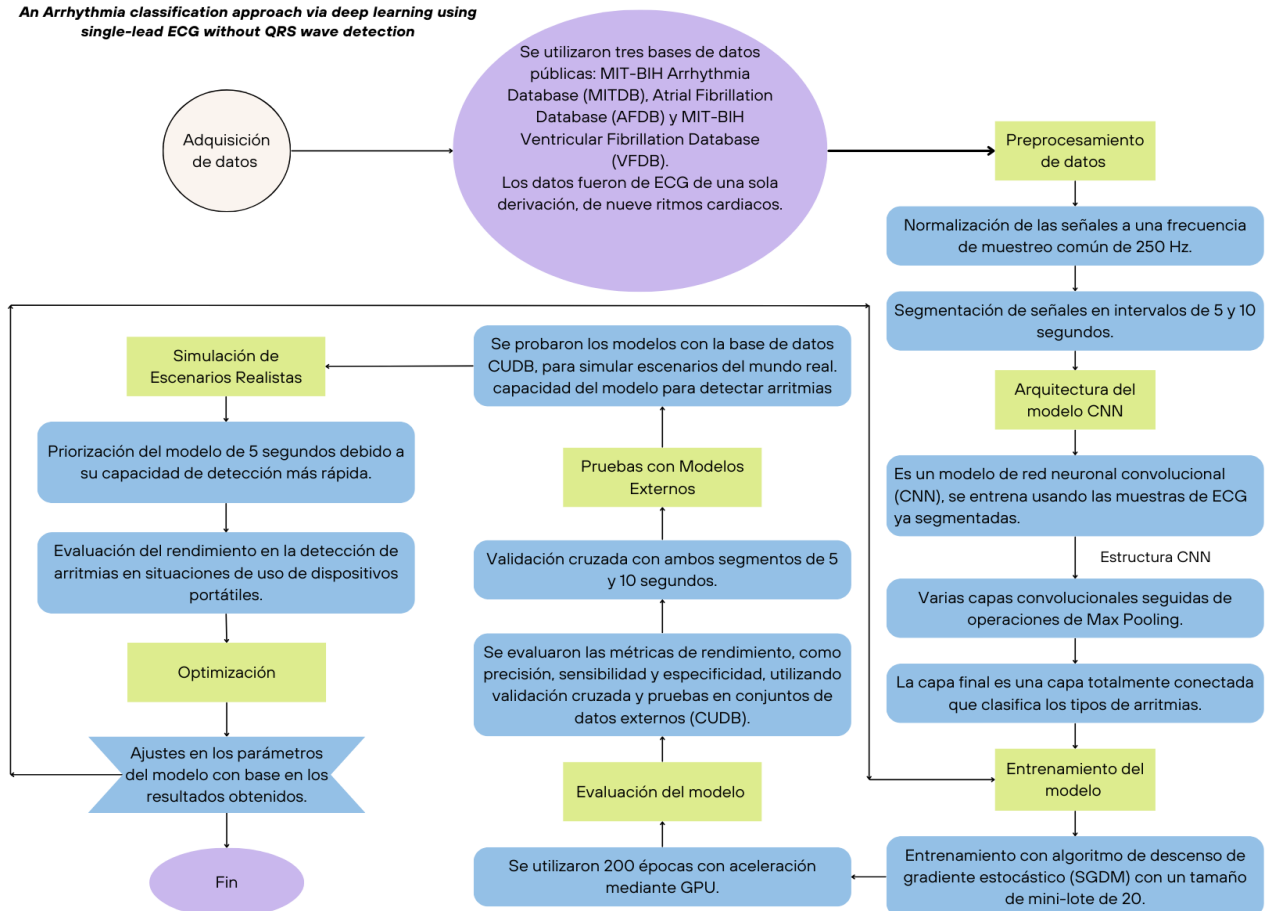 An Arrhythmia classification approach via deep learning using
single-lead ECG without QRS wave detection
Adquisición
de datos
Se utilizaron tres bases de datos
públicas: MIT-BIH Arrhythmia
Database (MITDB), Atrial Fibrillation
Database (AFDB) y MIT-BIH
Ventricular Fibrillation Database
(VFDB).
Los datos fueron de ECG de una sola
derivación, de nueve ritmos cardiacos.
Preprocesamiento
de datos
Normalización de las señales a una frecuencia
de muestreo común de 250 Hz.
Segmentación de señales en intervalos de 5 y 10
segundos.
Arquitectura del
modelo CNN
Es un modelo de red neuronal convolucional
(CNN), se entrena usando las muestras de ECG
ya segmentadas.
Estructura CNN
Varias capas convolucionales seguidas de
operaciones de Max Pooling.
La capa final es una capa totalmente conectada
que clasifica los tipos de arritmias.
Entrenamiento del
modelo
Entrenamiento con algoritmo de descenso de
gradiente estocástico (SGDM) con un tamaño
de mini-lote de 20.
Se utilizaron 200 épocas con aceleración
mediante GPU.
Evaluación del modelo
Se evaluaron las métricas de rendimiento, como
precisión, sensibilidad y especificidad, utilizando
validación cruzada y pruebas en conjuntos de
datos externos (CUDB).
Validación cruzada con ambos segmentos de 5
y 10 segundos.
Pruebas con Modelos
Externos
Se probaron los modelos con la base de datos
CUDB, para simular escenarios del mundo real.
capacidad del modelo para detectar arritmias
Simulación de
Escenarios Realistas
Priorización del modelo de 5 segundos debido a
su capacidad de detección más rápida.
Evaluación del rendimiento en la detección de
arritmias en situaciones de uso de dispositivos
portátiles.
Optimización
Ajustes en los parámetros
del modelo con base en los
resultados obtenidos.
Fin